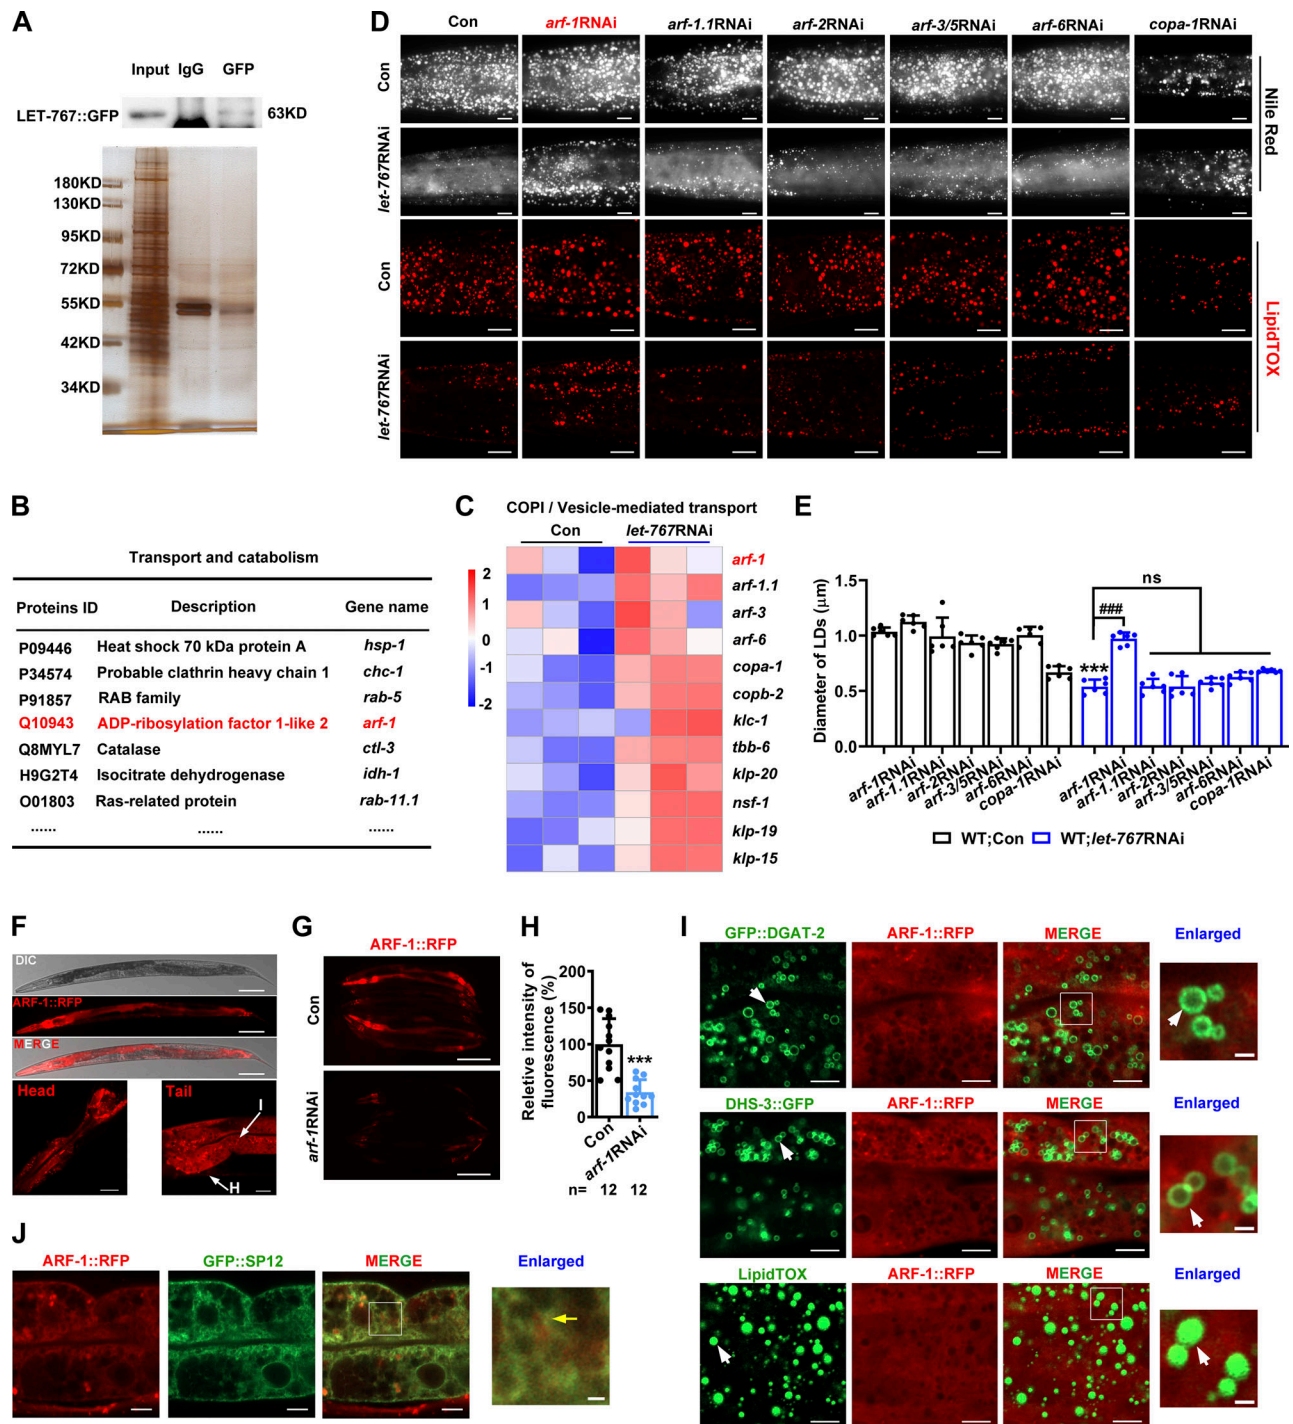 A
Input IgG GFP
LET-767::GFP
63KD
180KD
130KD
95KD
72KD
55KD
42KD
34KD
B
Transport and catabolism
Proteins ID Description Gene name
P09446 Heat shock 70 kDa protein A hsp-1
P34574 Probable clathrin heavy chain 1 chc-1
P91857 RAB family rab-5
Q10943 ADP-ribosylation factor 1-like 2 arf-1
Q8MYL7 Catalase ctl-3
H9G2T4 Isocitrate dehydrogenase idh-1
O01803 Ras-related protein rab-11.1
...... ...... ......
C
COPI / Vesicle-mediated transport
Con let-767RNAi
2
1
0
-1
-2
arf-1
arf-1.1
arf-3
arf-6
copa-1
copb-2
klc-1
tbb-6
klp-20
nsf-1
klp-19
klp-15
D
Con arf-1RNAi arf-1.1RNAi arf-2RNAi arf-3/5RNAi arf-6RNAi copa-1RNAi
Con
let-767RNAi
Nile Red
Con
let-767RNAi
LipidTOX
E
Diameter of LDs (μm)
1.5
1.0
0.5
0.0
ns
###
***
arf-1RNAi
arf-1.1RNAi
arf-2RNAi
arf-3/5RNAi
arf-6RNAi
copa-1RNAi
arf-1RNAi
arf-1.1RNAi
arf-2RNAi
arf-3/5RNAi
arf-6RNAi
copa-1RNAi
WT;Con WT;let-767RNAi
F
DIC
ARF-1::RFP
MERGE
Head
Tail
I
H
G
ARF-1::RFP
Con
arf-1RNAi
H
Reletive intensity of
fluorescence (%)
200
150
100
50
0
***
Con
arf-1RNAi
n= 12 12
I
GFP::DGAT-2 ARF-1::RFP MERGE Enlarged
DHS-3::GFP ARF-1::RFP MERGE Enlarged
LipidTOX ARF-1::RFP MERGE Enlarged
J
ARF-1::RFP GFP::SP12 MERGE Enlarged